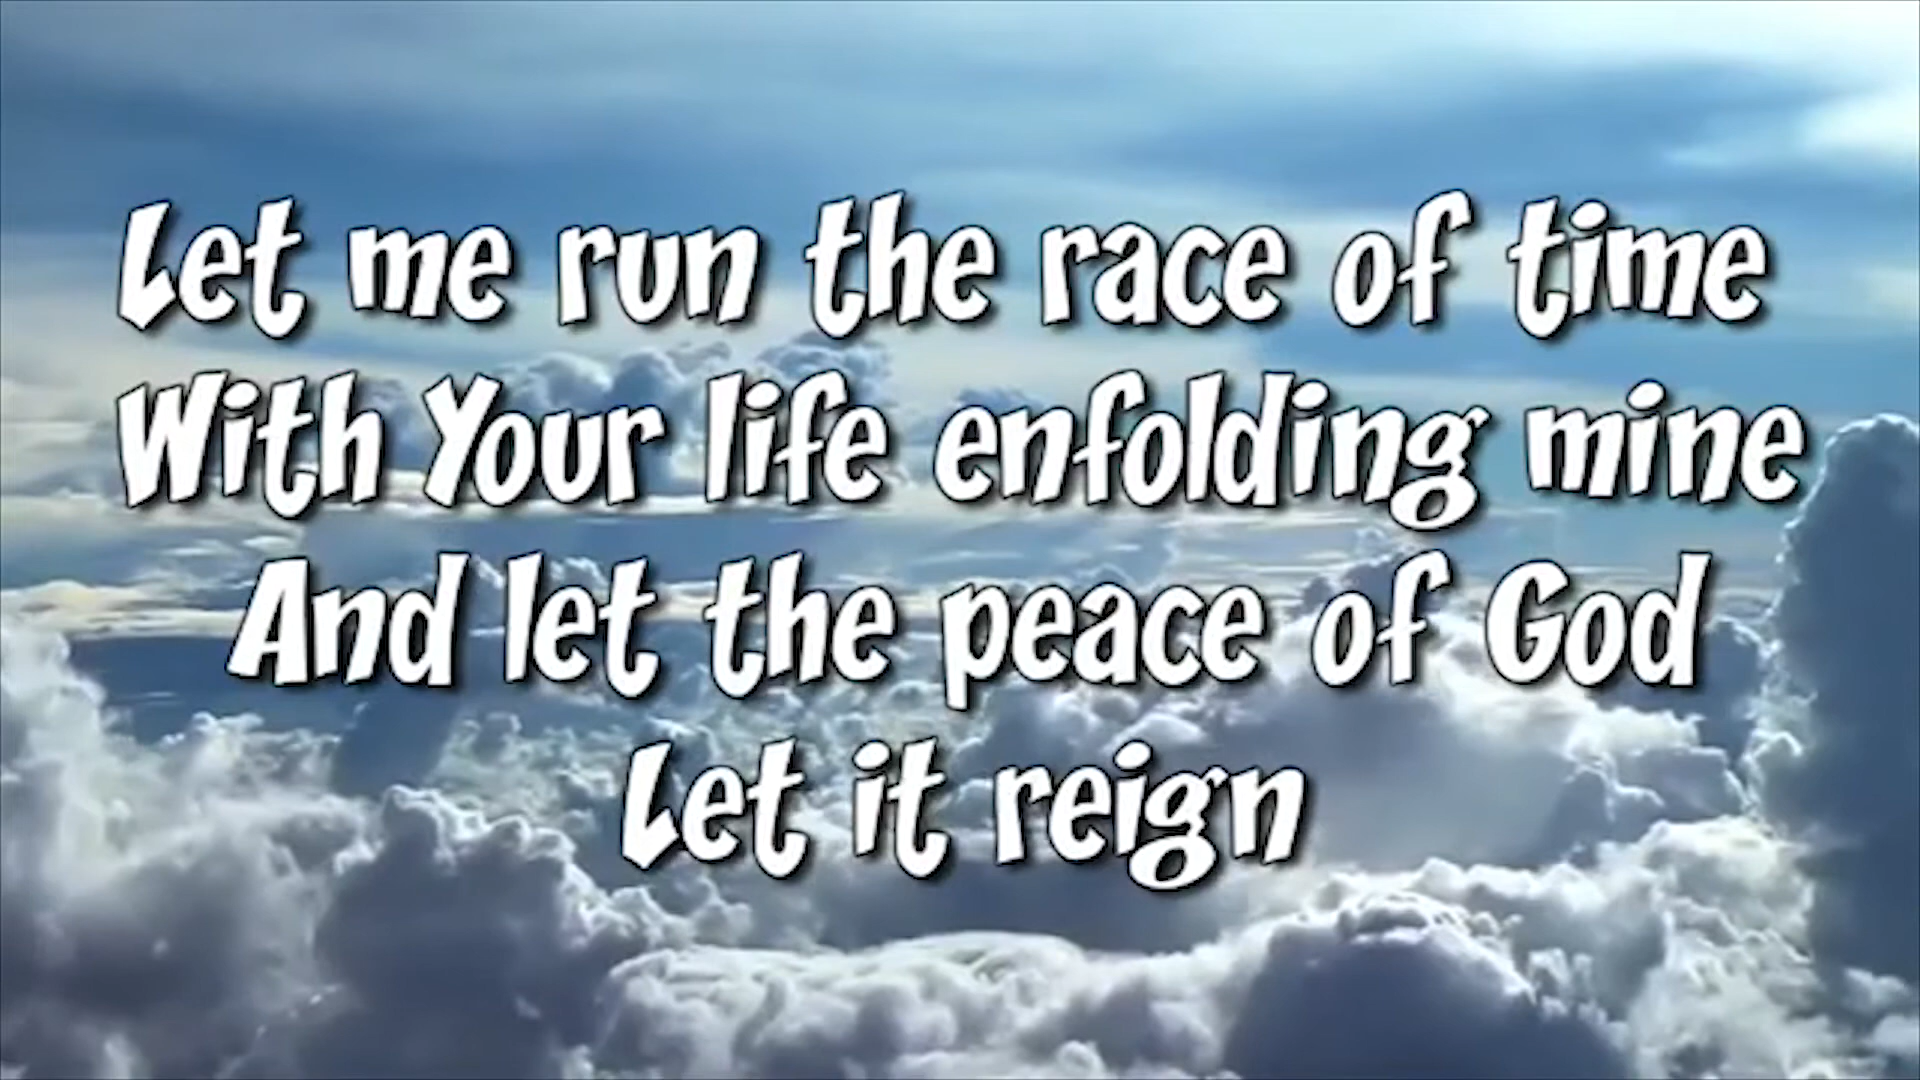 Let me run the race of time
With Your life enfolding mine
And let the peace of God
Let it reign